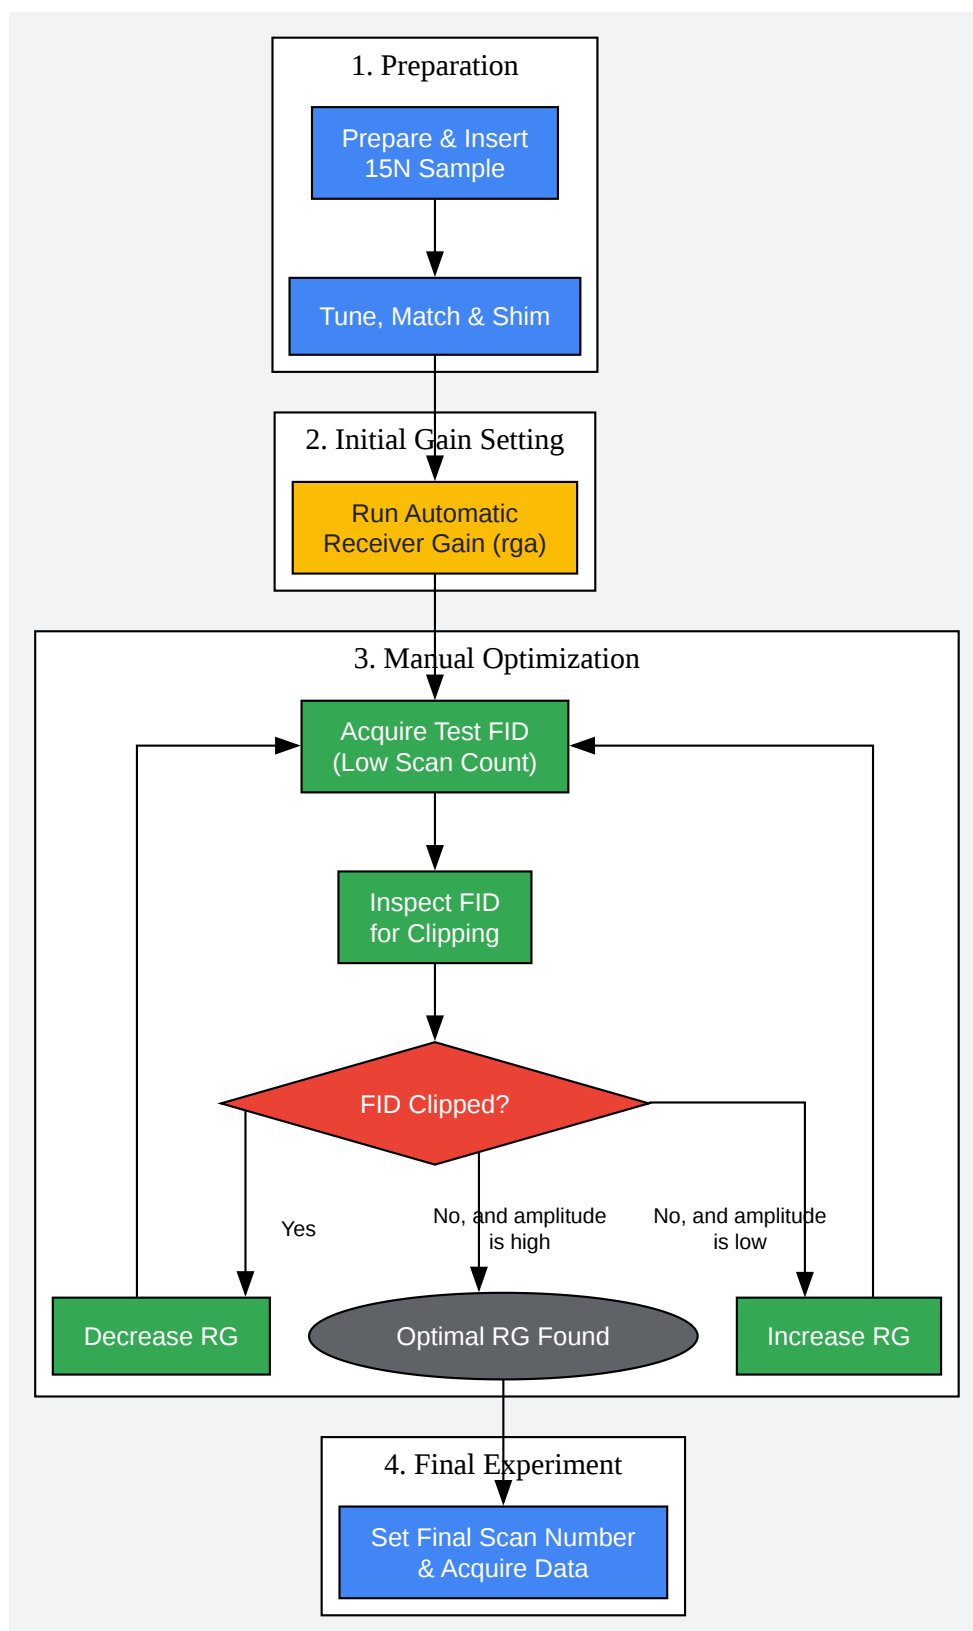 1. Preparation
Prepare & Insert
15N Sample
Tune, Match & Shim
2. Initial Gain Setting
Run Automatic
Receiver Gain (rga)
3. Manual Optimization
Acquire Test FID
(Low Scan Count)
Inspect FID
for Clipping
FID Clipped?
Yes
No, and amplitude
is high
No, and amplitude
is low
Decrease RG
Optimal RG Found
Increase RG
4. Final Experiment
Set Final Scan Number
& Acquire Data